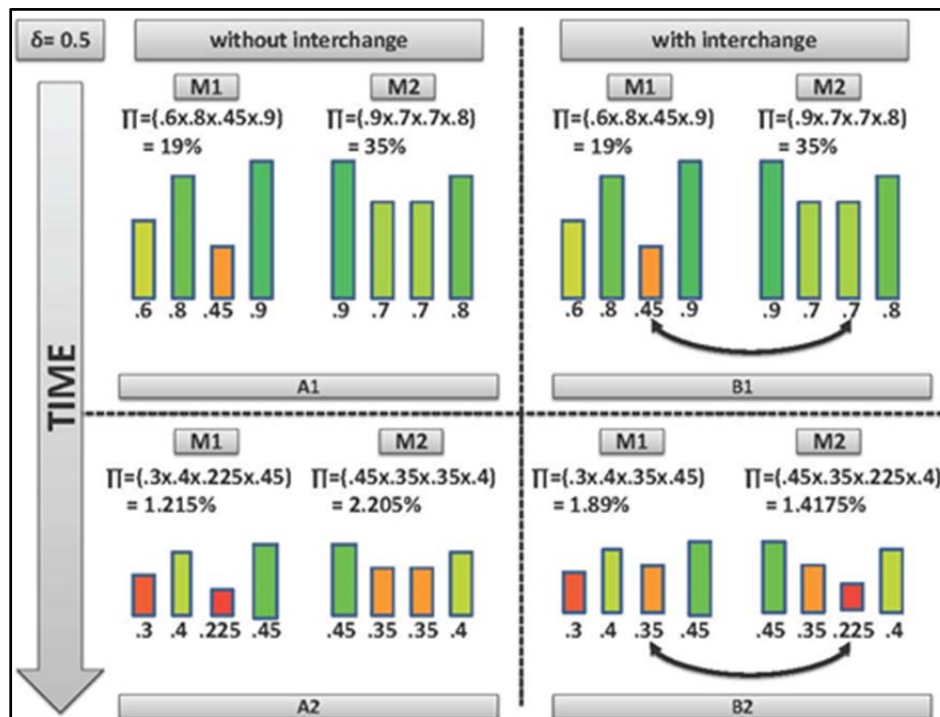 δ= 0.5
without interchange
with interchange
TIME
M1
∏=(.6x.8x.45x.9)
= 19%
.6 .8 .45 .9
M2
∏=(.9x.7x.7x.8)
= 35%
.9 .7 .7 .8
A1
M1
∏=(.6x.8x.45x.9)
= 19%
.6 .8 .45 .9
M2
∏=(.9x.7x.7x.8)
= 35%
.9 .7 .7 .8
B1
M1
∏=(.3x.4x.225x.45)
= 1.215%
.3 .4 .225 .45
M2
∏=(.45x.35x.35x.4)
= 2.205%
.45 .35 .35 .4
A2
M1
∏=(.3x.4x.35x.45)
= 1.89%
.3 .4 .35 .45
M2
∏=(.45x.35x.225x.4)
= 1.4175%
.45 .35 .225 .4
B2